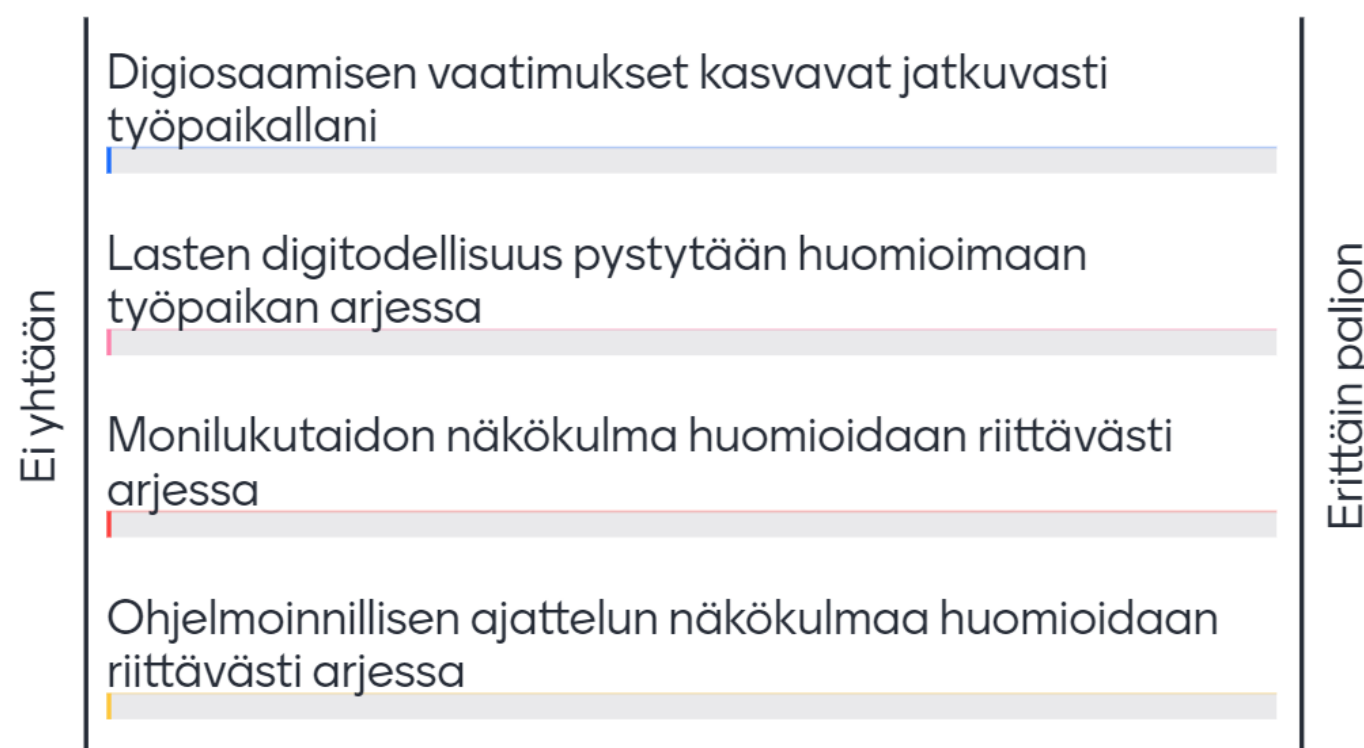 Digiosaamisen vaatimukset kasvavat jatkuvasti
työpaikallani
Lasten digitodellisuus pystytään huomioimaan
työpaikan arjessa
Monilukutaidon näkökulma huomioidaan riittävästi
arjessa
Ohjelmoinnillisen ajattelun näkökulmaa huomioidaan
riittävästi arjessa
Ei yhtään
Erittäin paljon